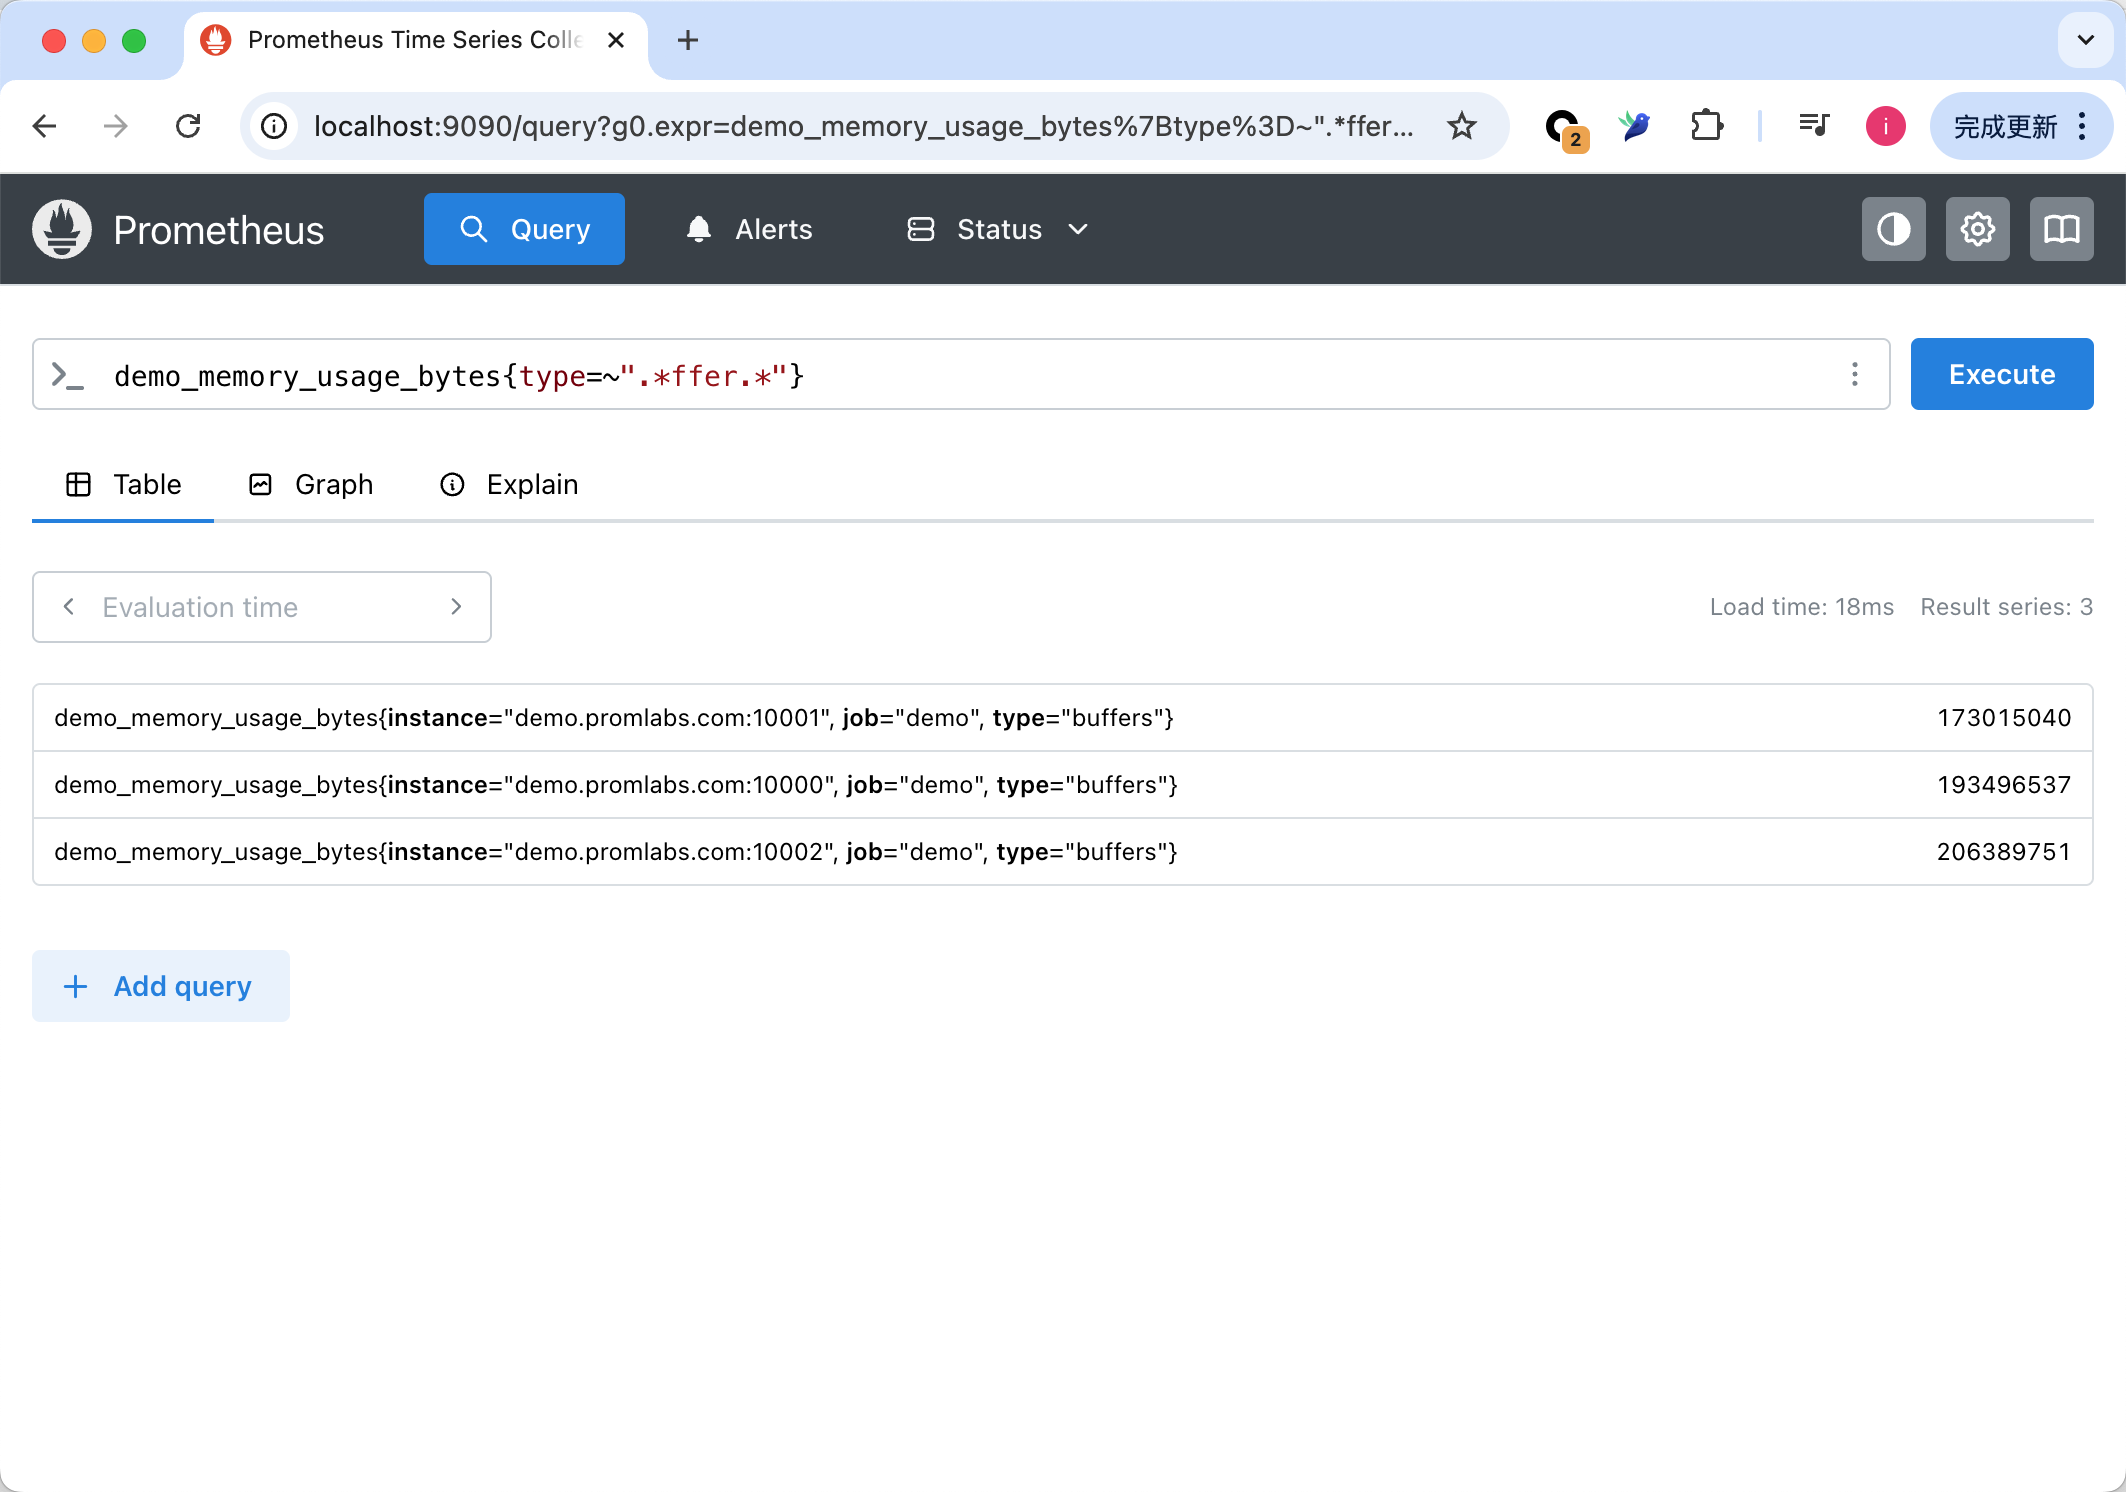 Prometheus Time Series Colle
localhost:9090/query?g0.expr=demo_memory_usage_bytes%7Btype%3D~".*ffer...
2
i
完成更新
Prometheus
Query
Alerts
Status
demo_memory_usage_bytes{type=~".*ffer.*"}
Execute
Table
Graph
Explain
Evaluation time
Load time: 18ms
Result series: 3
demo_memory_usage_bytes{instance="demo.promlabs.com:10001", job="demo", type="buffers"} 173015040
demo_memory_usage_bytes{instance="demo.promlabs.com:10000", job="demo", type="buffers"} 193496537
demo_memory_usage_bytes{instance="demo.promlabs.com:10002", job="demo", type="buffers"} 206389751
Add query